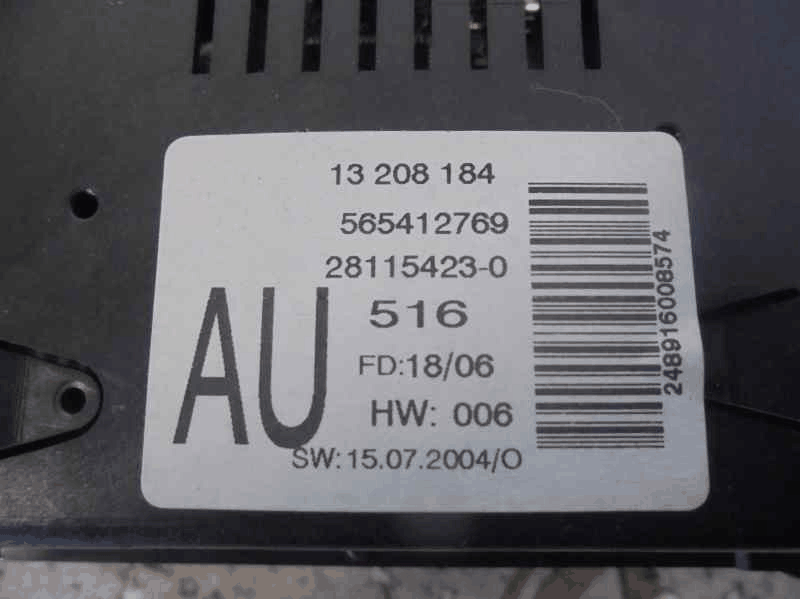 13 208 184
565412769
28115423-0
516
AU
FD:18/06
HW: 006
SW:15.07.2004/O
248916008574